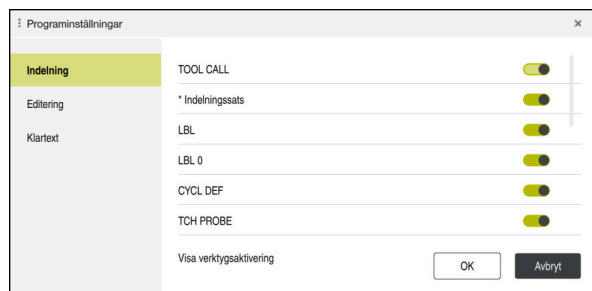 Programinställningar
Indelning
Editering
Klartext
TOOL CALL
* Indelningssats
LBL
LBL 0
CYCL DEF
TCH PROBE
Visa verktygsaktivering
OK
Avbryt